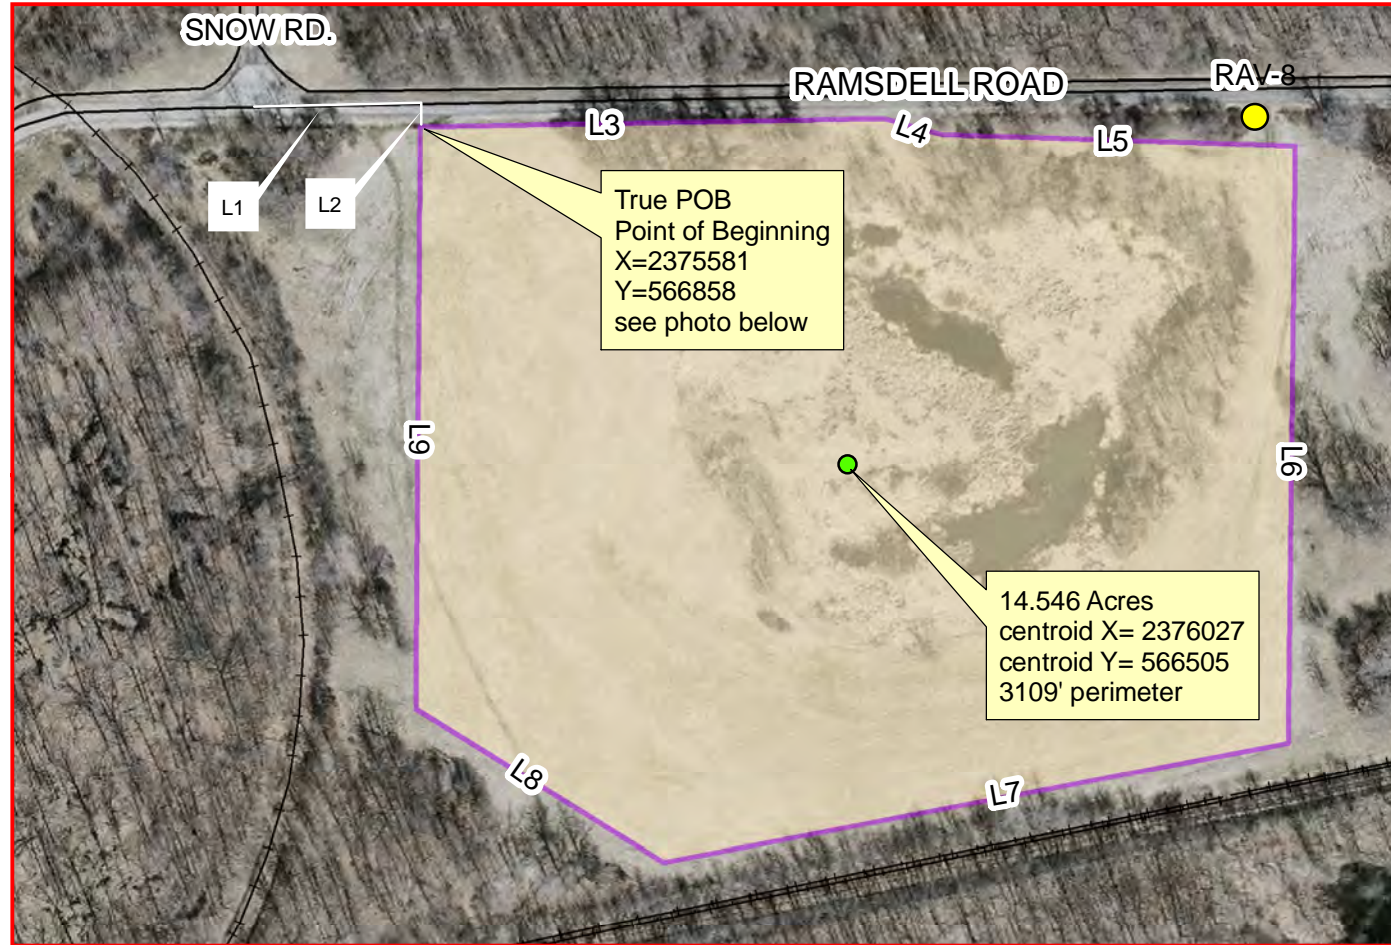 SNOW RD.
RAMSDELL ROAD
RAV-8
L3
L4
L5
L1
L2
True POB
Point of Beginning
X=2375581
Y=566858
see photo below
L9
L6
14.546 Acres
centroid X= 2376027
centroid Y= 566505
3109' perimeter
L8
L7